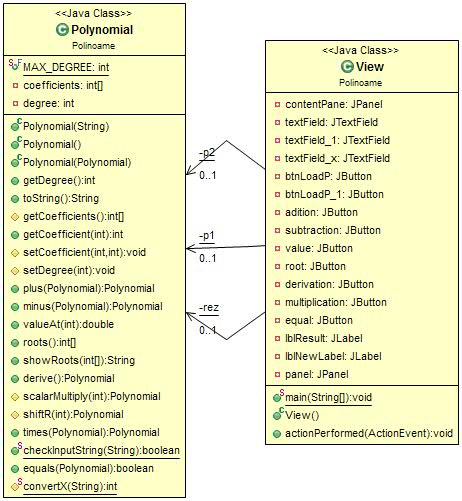 <<Java Class>>
Polynomial
Polinoame
MAX_DEGREE: int
coefficients: int[]
degree: int
Polynomial(String)
Polynomial()
Polynomial(Polynomial)
getDegree():int
toString():String
getCoefficients():int[]
getCoefficient(int):int
setCoefficient(int,int):void
setDegree(int):void
plus(Polynomial):Polynomial
minus(Polynomial):Polynomial
valueAt(int):double
roots():int[]
showRoots(int[]):String
derive():Polynomial
scalarMultiply(int):Polynomial
shiftR(int):Polynomial
times(Polynomial):Polynomial
checkInputString(String):boolean
equals(Polynomial):boolean
convertX(String):int
-p2
0..1
-p1
0..1
-rez
0..1
<<Java Class>>
View
Polinoame
contentPane: JPanel
textField: JTextField
textField_1: JTextField
textField_x: JTextField
btnLoadP: JButton
btnLoadP_1: JButton
adition: JButton
subtraction: JButton
value: JButton
root: JButton
derivation: JButton
multiplication: JButton
equal: JButton
lblResult: JLabel
lblNewLabel: JLabel
panel: JPanel
main(String[]):void
View()
actionPerformed(ActionEvent):void